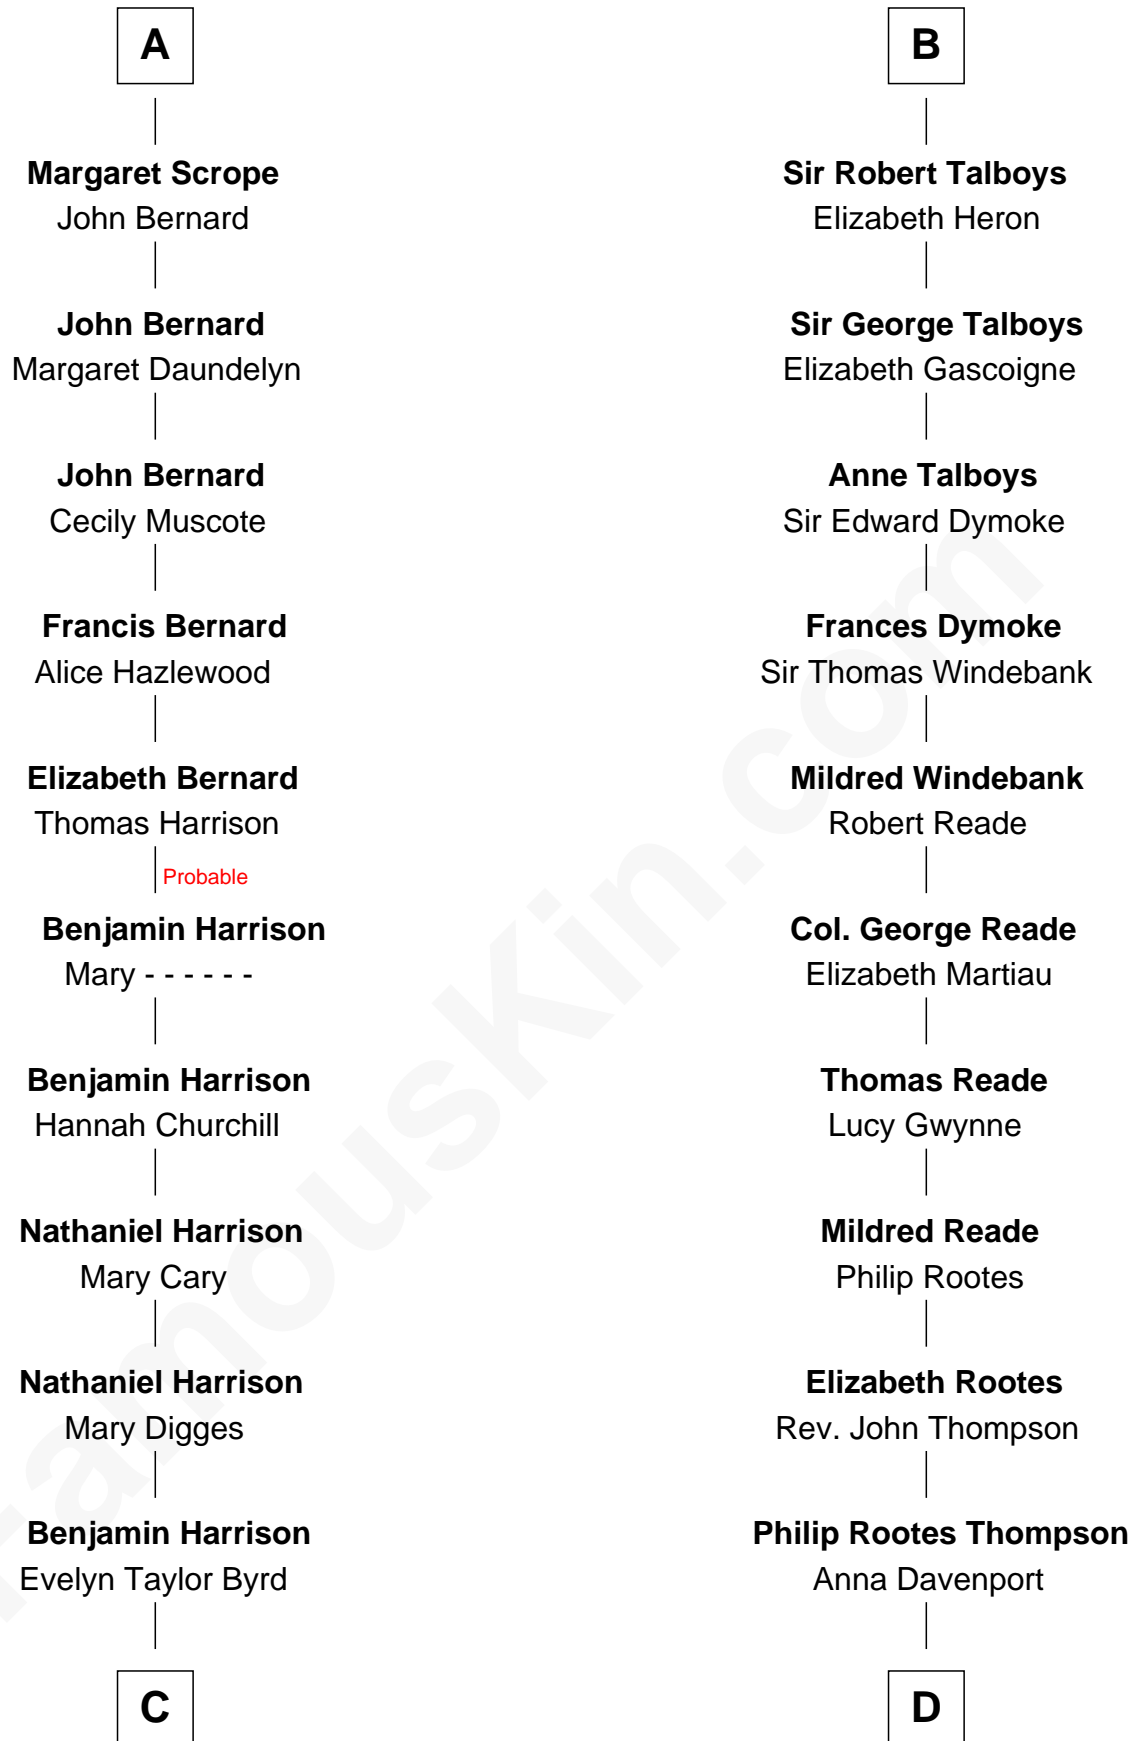 A
Margaret Scrope
John Bernard
John Bernard
Margaret Daundelyn
John Bernard
Cecily Muscote
Francis Bernard
Alice Hazlewood
Elizabeth Bernard
Thomas Harrison
Probable
Benjamin Harrison
Mary - - - - - -
Benjamin Harrison
Hannah Churchill
Nathaniel Harrison
Mary Cary
Nathaniel Harrison
Mary Digges
Benjamin Harrison
Evelyn Taylor Byrd
C
B
Sir Robert Talboys
Elizabeth Heron
Sir George Talboys
Elizabeth Gascoigne
Anne Talboys
Sir Edward Dymoke
Frances Dymoke
Sir Thomas Windebank
Mildred Windebank
Robert Reade
Col. George Reade
Elizabeth Martiau
Thomas Reade
Lucy Gwynne
Mildred Reade
Philip Rootes
Elizabeth Rootes
Rev. John Thompson
Philip Rootes Thompson
Anna Davenport
D
FamousKin.com